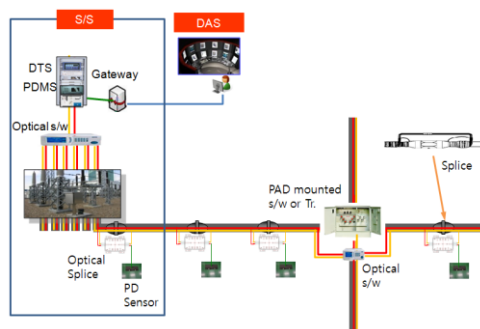 S/S
DAS
DTS
PDMS
Gateway
Optical s/w
Splice
PAD mounted
s/w or Tr.
Optical
Splice
PD
Sensor
Optical
s/w